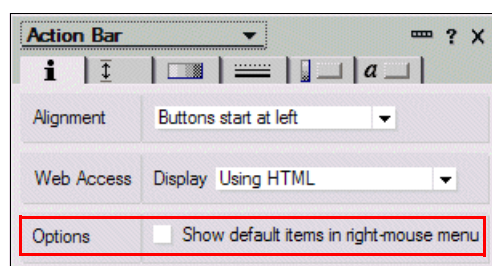 Action Bar ? X
i a
Alignment Buttons start at left
Web Access Display Using HTML
Options Show default items in right-mouse menu